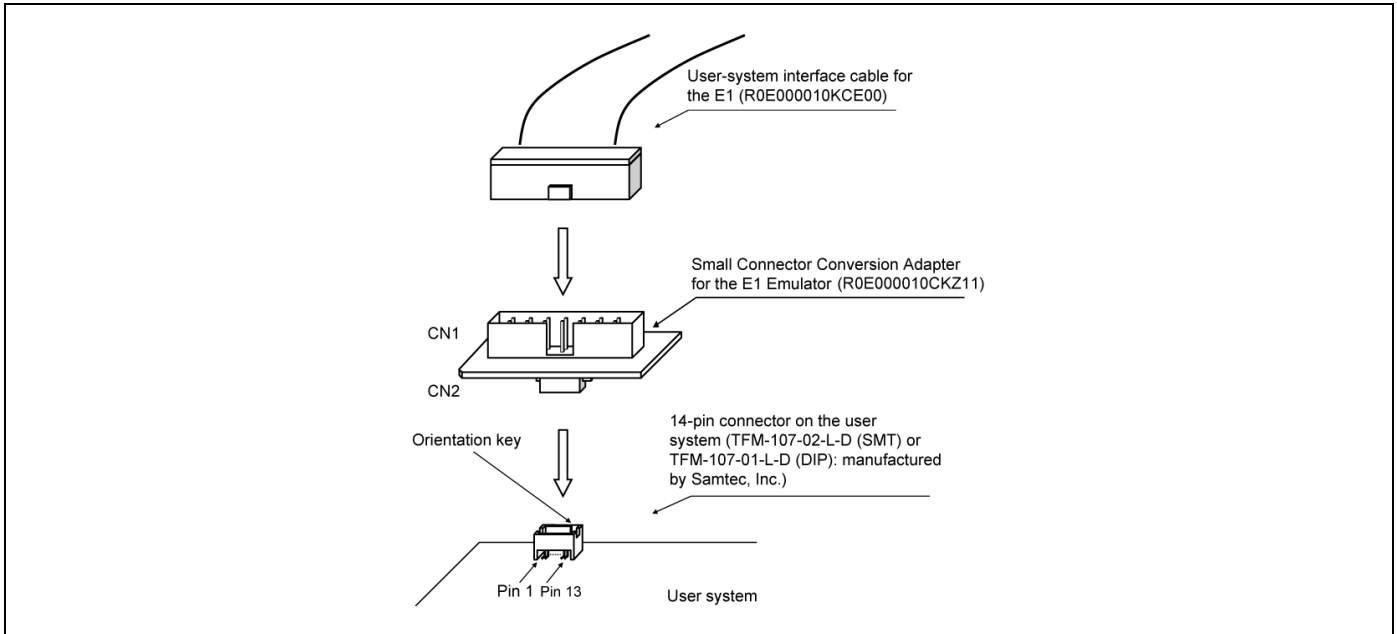 User-system interface cable for
the E1 (R0E000010KCE00)
Small Connector Conversion Adapter
for the E1 Emulator (R0E000010CKZ11)
CN1
CN2
14-pin connector on the user
system (TFM-107-02-L-D (SMT) or
TFM-107-01-L-D (DIP): manufactured
by Samtec, Inc.)
Orientation key
Pin 1 Pin 13
User system